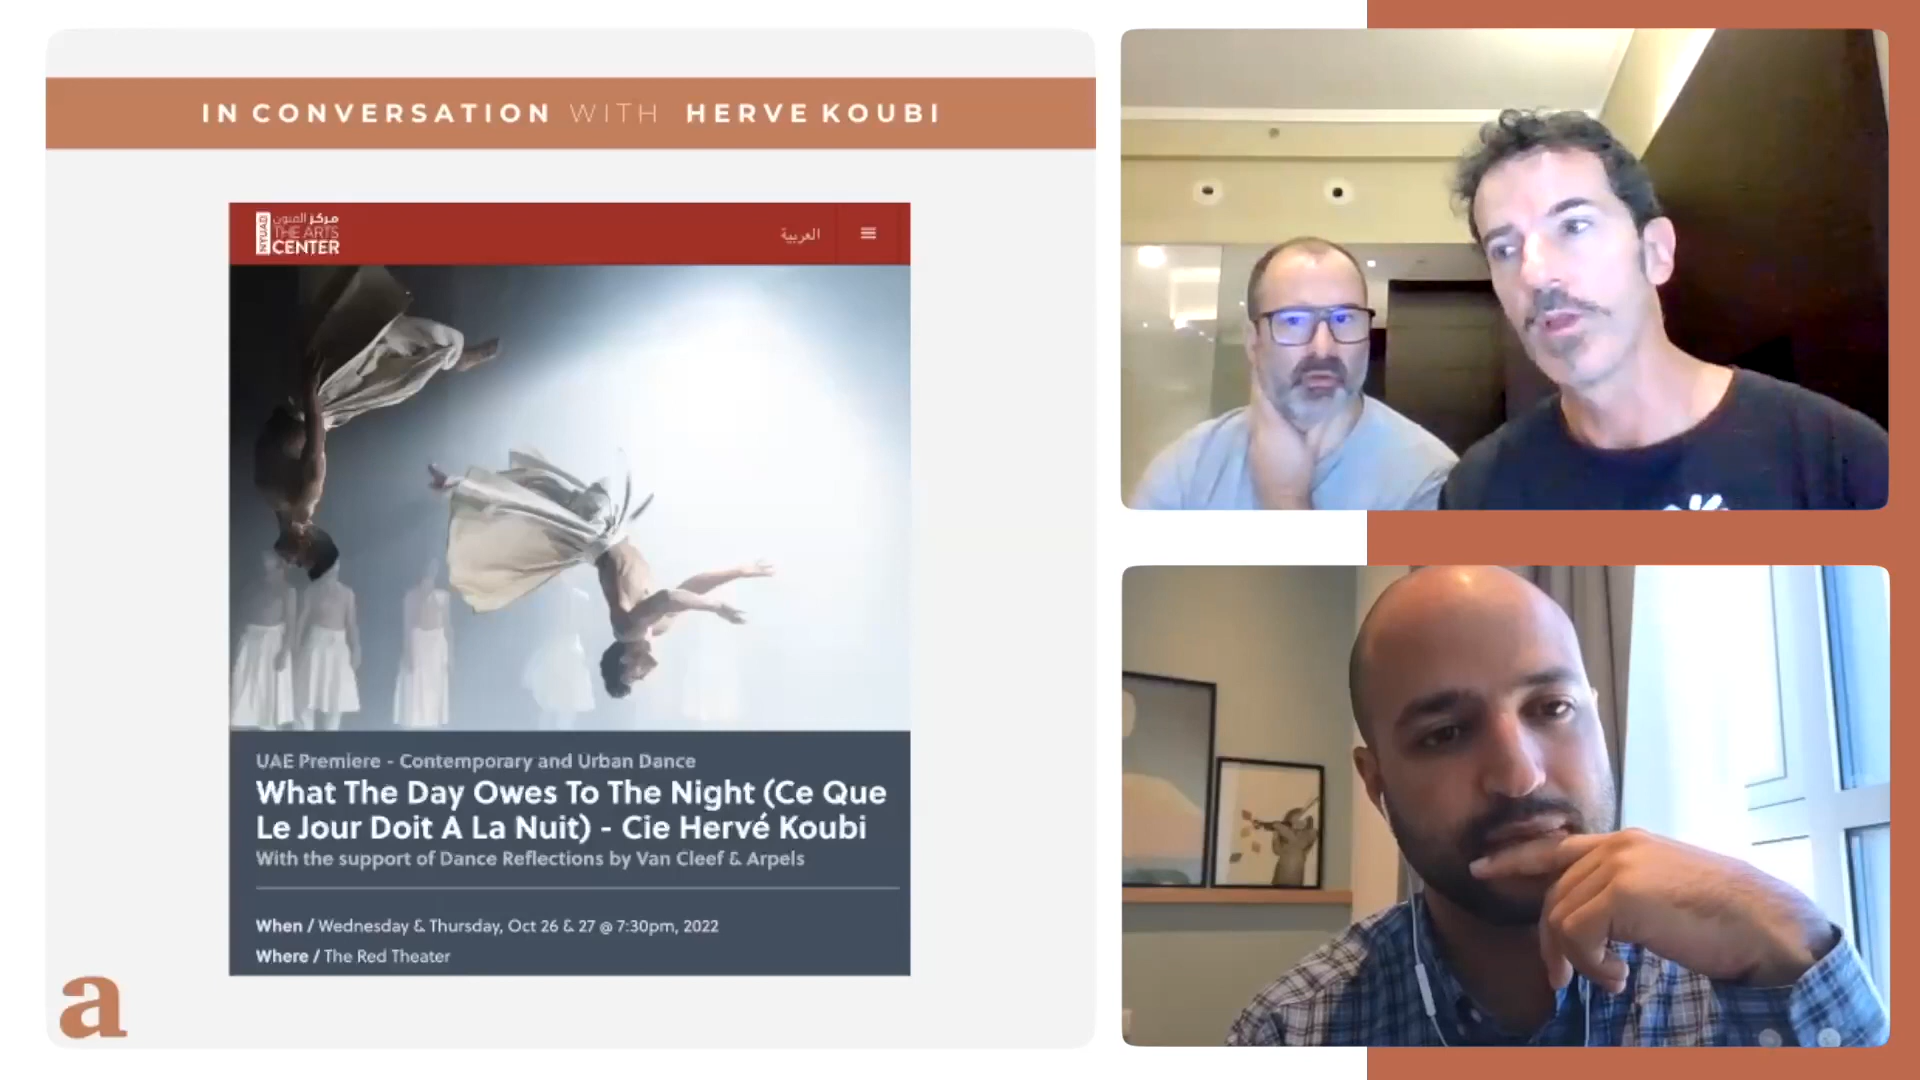 IN CONVERSATION WITH HERVE KOUBI
NYUAD
مركز الفنون
THE ARTS
CENTER
العربية
UAE Premiere - Contemporary and Urban Dance
What The Day Owes To The Night (Ce Que
Le Jour Doit A La Nuit) - Cie Hervé Koubi
With the support of Dance Reflections by Van Cleef & Arpels
When / Wednesday & Thursday, Oct 26 & 27 @ 7:30pm, 2022
Where / The Red Theater
a